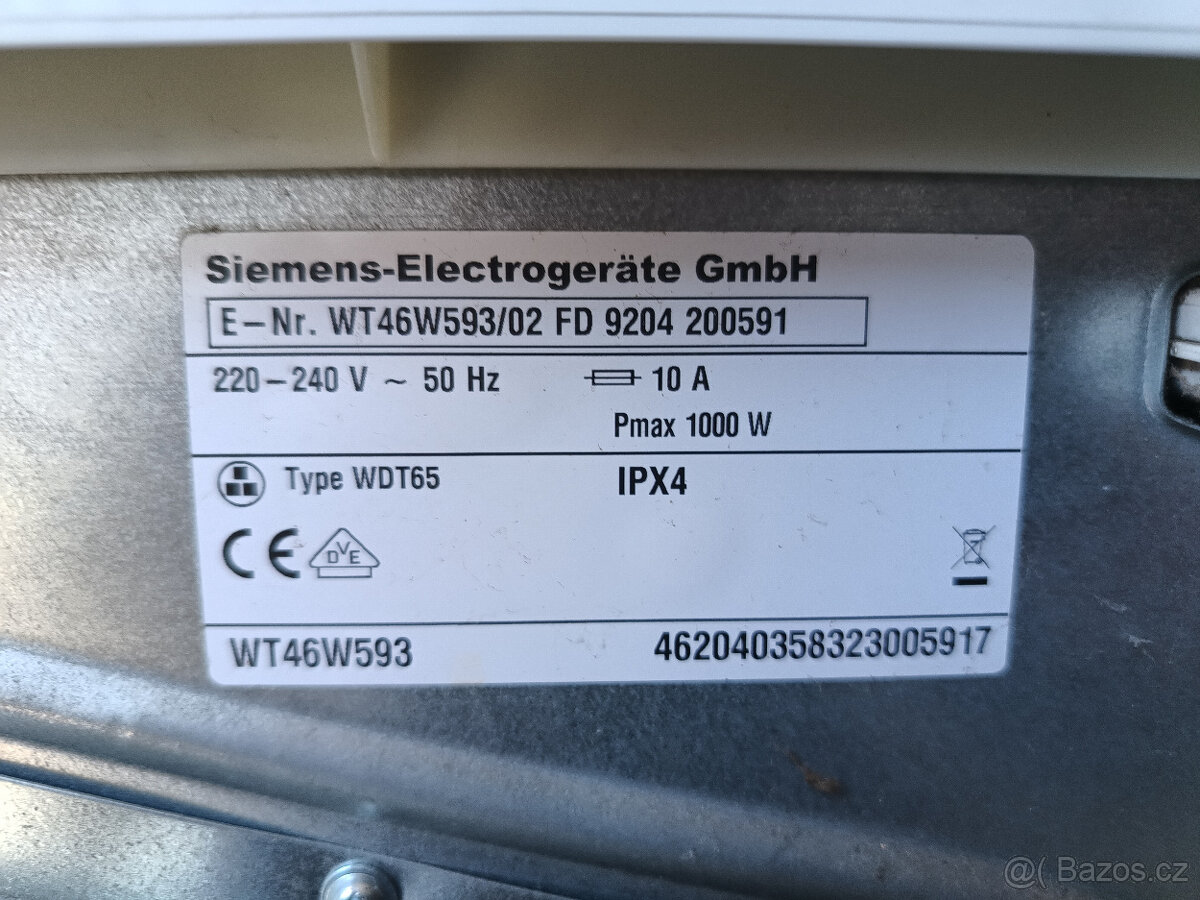 Siemens-Electrogeräte GmbH
E-Nr. WT46W593/02 FD 9204 200591
220-240 V ~ 50 Hz 10 A
Pmax 1000 W
Type WDT65 IPX4
CE DVE
WT46W593 462040358323005917
@( Bazos.cz